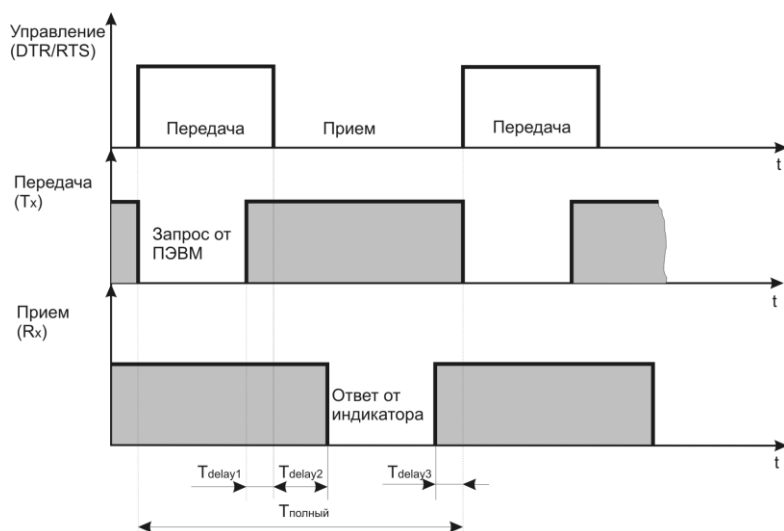 Управление
(DTR/RTS)
Передача
Прием
Передача
t
Передача
(Tx)
Запрос от
ПЭВМ
t
Прием
(Rx)
Ответ от
индикатора
t
Tdelay1
Tdelay2
Tdelay3
Tполный